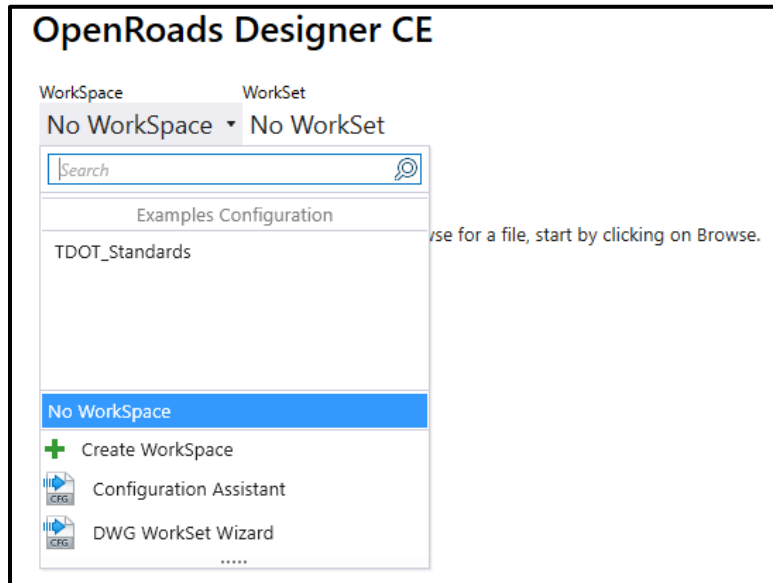 OpenRoads Designer CE
WorkSpace WorkSet
No WorkSpace No WorkSet
Search
Examples Configuration
TDOT_Standards
se for a file, start by clicking on Browse.
No WorkSpace
Create WorkSpace
CFG Configuration Assistant
CFG DWG WorkSet Wizard